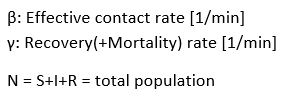 β: Effective contact rate [1/min]
γ: Recovery(+Mortality) rate [1/min]
N = S+I+R = total population